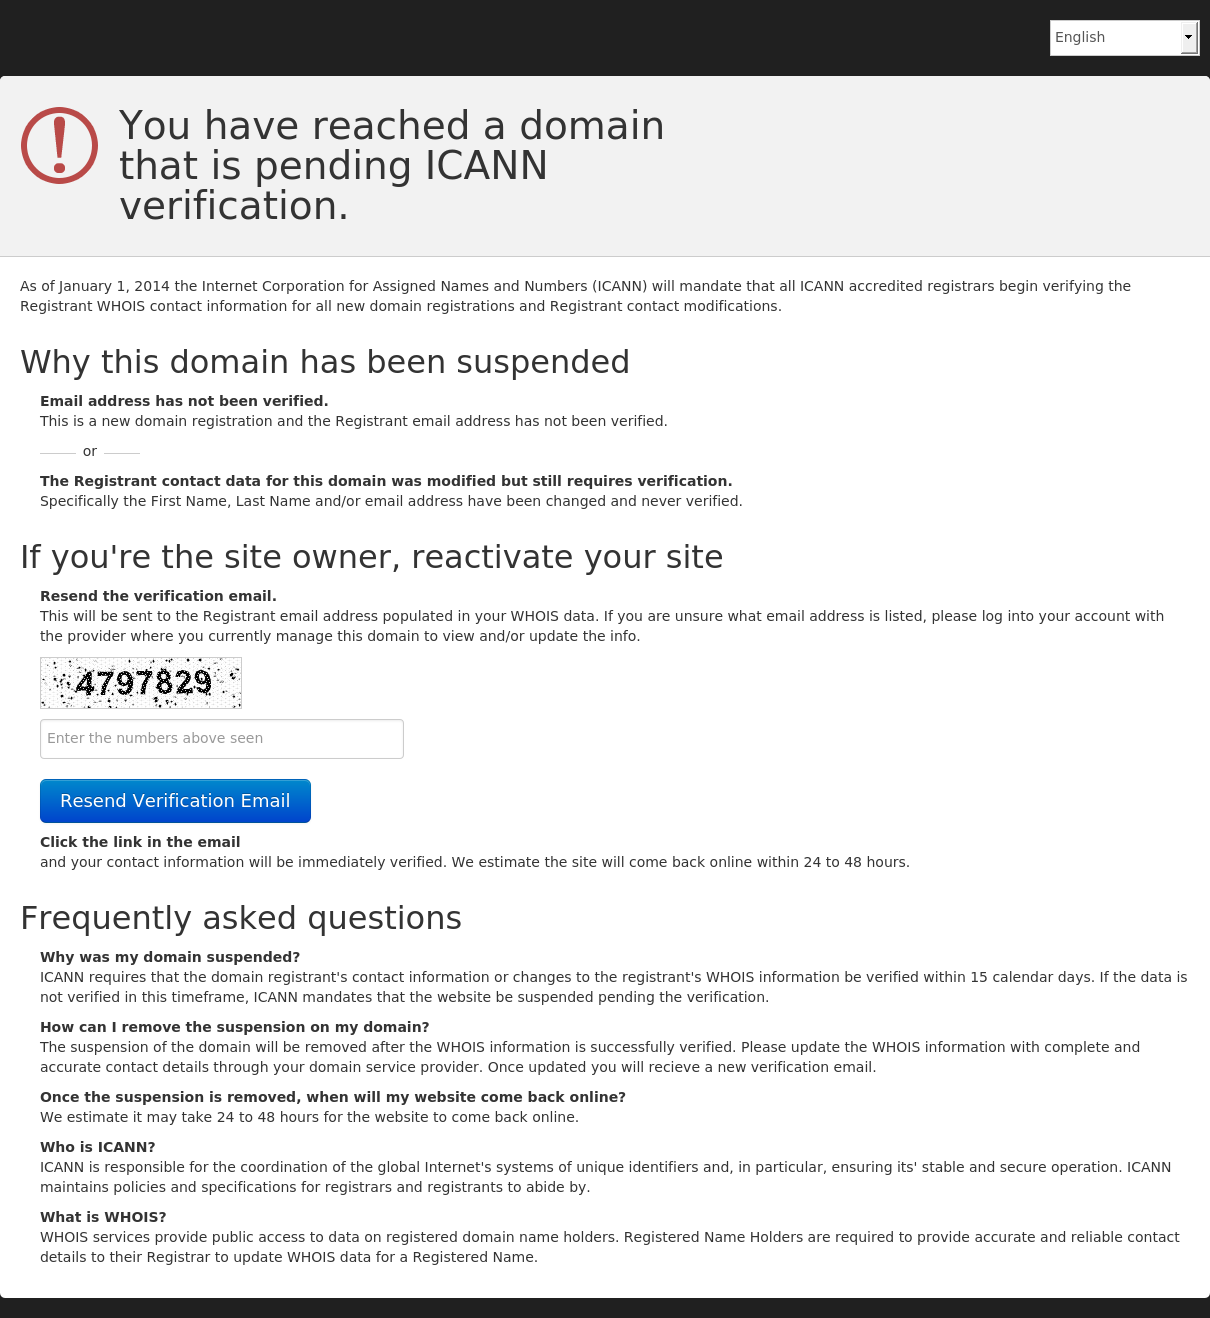 English
You have reached a domain
that is pending ICANN
verification.
As of January 1, 2014 the Internet Corporation for Assigned Names and Numbers (ICANN) will mandate that all ICANN accredited registrars begin verifying the
Registrant WHOIS contact information for all new domain registrations and Registrant contact modifications.
Why this domain has been suspended
Email address has not been verified.
This is a new domain registration and the Registrant email address has not been verified.
or
The Registrant contact data for this domain was modified but still requires verification.
Specifically the First Name, Last Name and/or email address have been changed and never verified.
If you're the site owner, reactivate your site
Resend the verification email.
This will be sent to the Registrant email address populated in your WHOIS data. If you are unsure what email address is listed, please log into your account with
the provider where you currently manage this domain to view and/or update the info.
4797829
Enter the numbers above seen
Resend Verification Email
Click the link in the email
and your contact information will be immediately verified. We estimate the site will come back online within 24 to 48 hours.
Frequently asked questions
Why was my domain suspended?
ICANN requires that the domain registrant's contact information or changes to the registrant's WHOIS information be verified within 15 calendar days. If the data is
not verified in this timeframe, ICANN mandates that the website be suspended pending the verification.
How can I remove the suspension on my domain?
The suspension of the domain will be removed after the WHOIS information is successfully verified. Please update the WHOIS information with complete and
accurate contact details through your domain service provider. Once updated you will recieve a new verification email.
Once the suspension is removed, when will my website come back online?
We estimate it may take 24 to 48 hours for the website to come back online.
Who is ICANN?
ICANN is responsible for the coordination of the global Internet's systems of unique identifiers and, in particular, ensuring its' stable and secure operation. ICANN
maintains policies and specifications for registrars and registrants to abide by.
What is WHOIS?
WHOIS services provide public access to data on registered domain name holders. Registered Name Holders are required to provide accurate and reliable contact
details to their Registrar to update WHOIS data for a Registered Name.